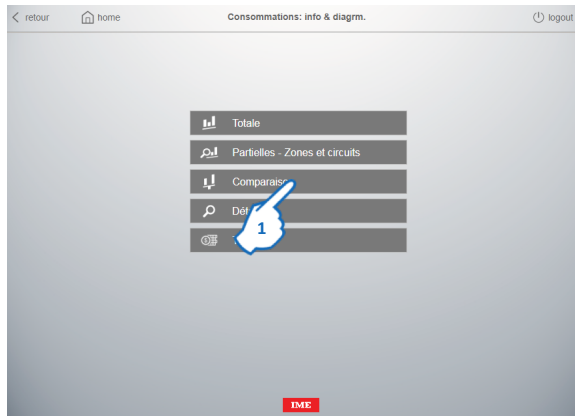 retour home Consommations: info & diagrm. logout
Totale
Partielles - Zones et circuits
1
IME